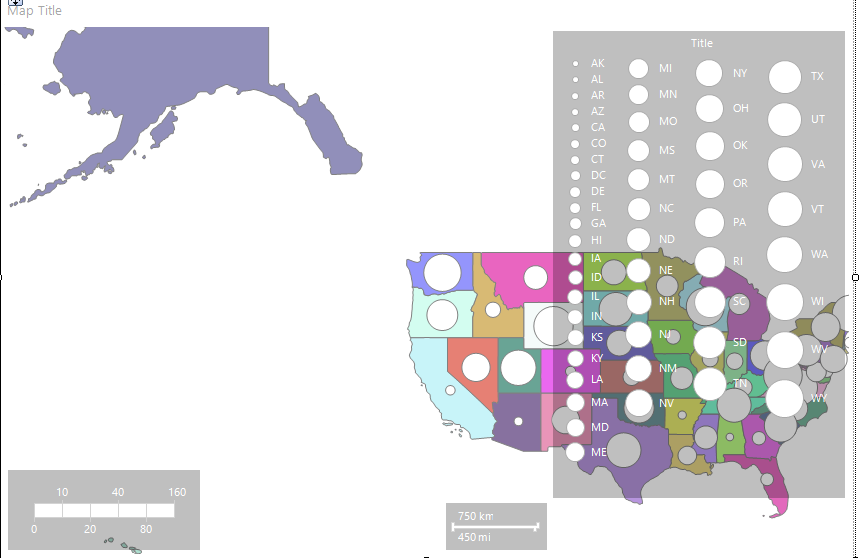 Map Title
Title
AK
AL
AR
AZ
CA
CO
CT
DC
DE
FL
GA
HI
IA
ID
IL
IN
KS
KY
LA
MA
MD
ME
MI
MN
MO
MS
MT
NC
ND
NE
NH
NJ
NM
NV
NY
OH
OK
OR
PA
RI
SC
SD
TN
TX
UT
VA
VT
WA
WI
WV
WY
10 40 160
0 20 80
750 km
450 mi